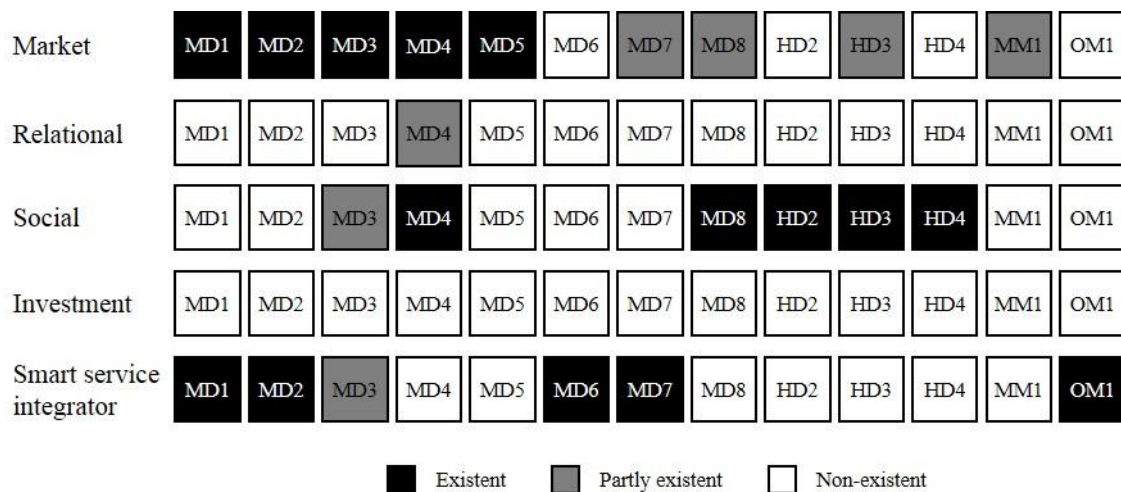 Market MD1 MD2 MD3 MD4 MD5 MD6 MD7 MD8 HD2 HD3 HD4 MM1 OM1
Relational MD1 MD2 MD3 MD4 MD5 MD6 MD7 MD8 HD2 HD3 HD4 MM1 OM1
Social MD1 MD2 MD3 MD4 MD5 MD6 MD7 MD8 HD2 HD3 HD4 MM1 OM1
Investment MD1 MD2 MD3 MD4 MD5 MD6 MD7 MD8 HD2 HD3 HD4 MM1 OM1
Smart service
integrator MD1 MD2 MD3 MD4 MD5 MD6 MD7 MD8 HD2 HD3 HD4 MM1 OM1
Existent Partly existent Non-existent